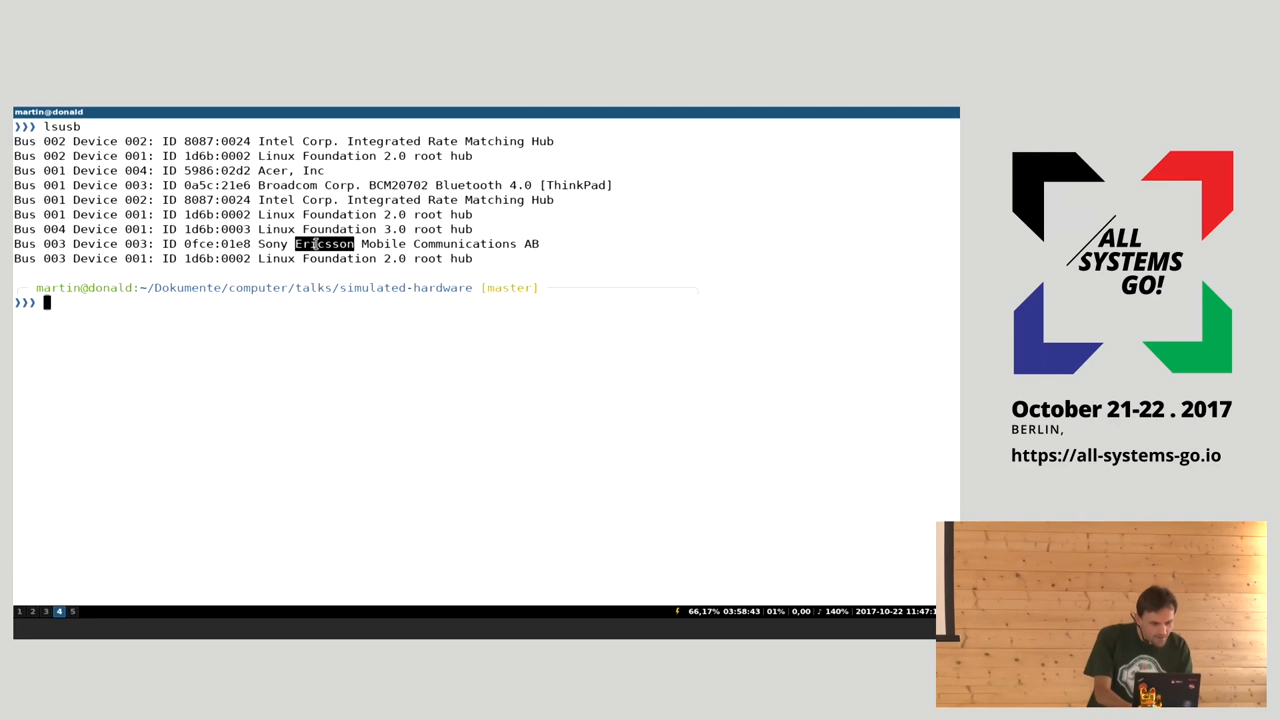 martin@donald
❯❯❯ lsusb
Bus 002 Device 002: ID 8087:0024 Intel Corp. Integrated Rate Matching Hub
Bus 002 Device 001: ID 1d6b:0002 Linux Foundation 2.0 root hub
Bus 001 Device 004: ID 5986:02d2 Acer, Inc
Bus 001 Device 003: ID 0a5c:21e6 Broadcom Corp. BCM20702 Bluetooth 4.0 [ThinkPad]
Bus 001 Device 002: ID 8087:0024 Intel Corp. Integrated Rate Matching Hub
Bus 001 Device 001: ID 1d6b:0002 Linux Foundation 2.0 root hub
Bus 004 Device 001: ID 1d6b:0003 Linux Foundation 3.0 root hub
Bus 003 Device 003: ID 0fce:01e8 Sony Ericsson Mobile Communications AB
Bus 003 Device 001: ID 1d6b:0002 Linux Foundation 2.0 root hub
martin@donald:~/Dokumente/computer/talks/simulated-hardware [master]
❯❯❯
1 2 3 4 5
66,17% 03:58:43 01% 0,00 ♪ 140% 2017-10-22 11:47:1
ALL
SYSTEMS
GO!
October 21-22 . 2017
BERLIN,
https://all-systems-go.io